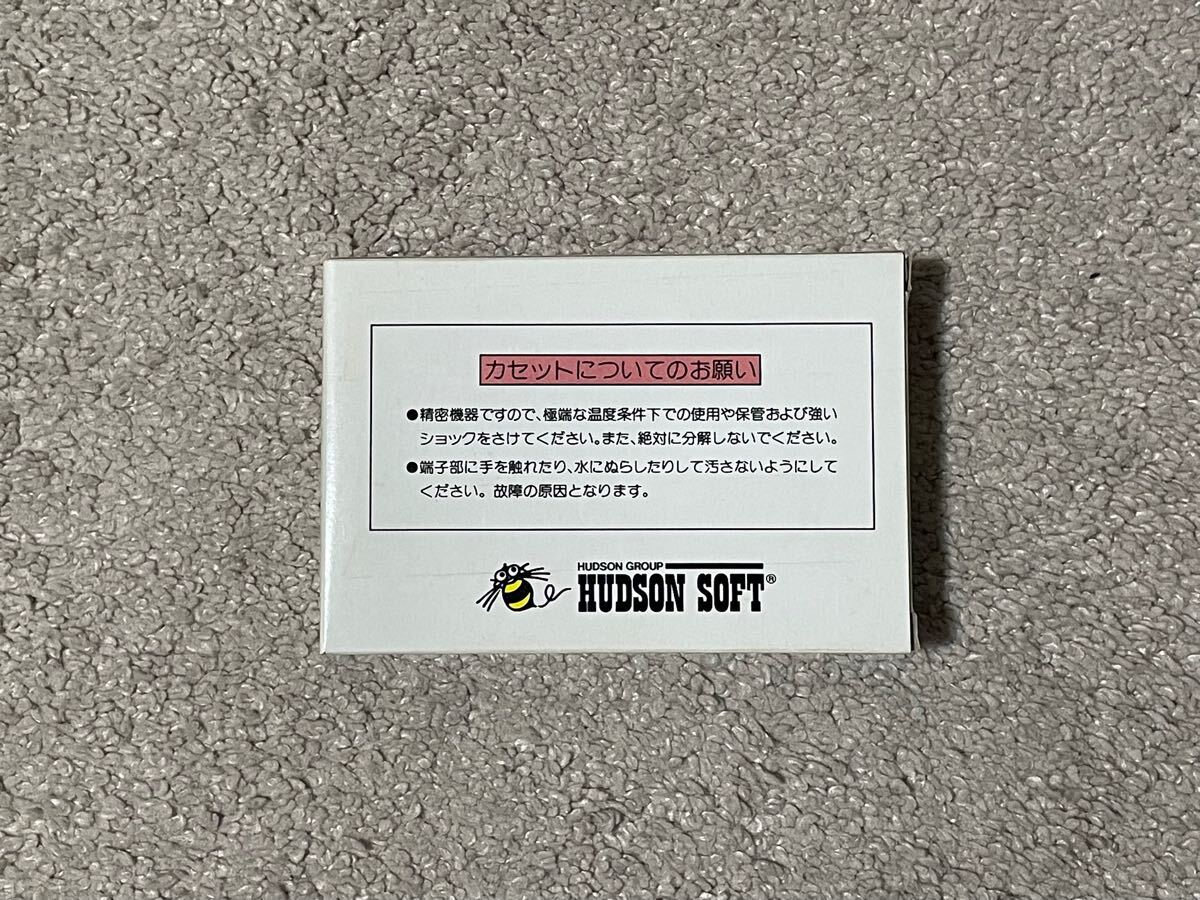 カセットについてのお願い
●精密機器ですので、極端な温度条件下での使用や保管および強い
ショックをさけてください。また、絶対に分解しないでください。
●端子部に手を触れたり、水にぬらしたりして汚さないようにして
ください。故障の原因となります。
HUDSON GROUP
HUDSON SOFT®